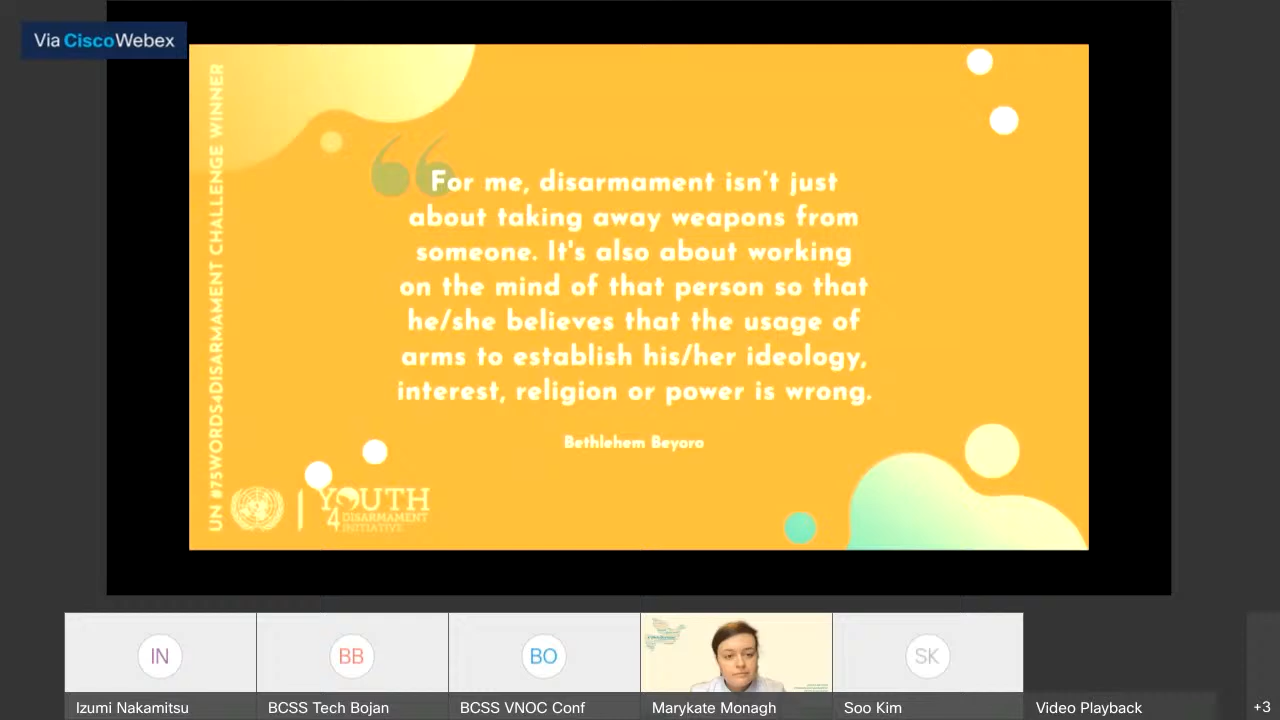 Via Cisco Webex
UN #75WORDS4DISARMAMENT CHALLENGE WINNER
“
For me, disarmament isn't just
about taking away weapons from
someone. It's also about working
on the mind of that person so that
he/she believes that the usage of
arms to establish his/her ideology,
interest, religion or power is wrong.
Bethlehem Beyoro
YOUTH
4 DISARMAMENT
INITIATIVE
IN
BB
BO
SK
Izumi Nakamitsu
BCSS Tech Bojan
BCSS VNOC Conf
Marykate Monagh
Soo Kim
Video Playback
+3